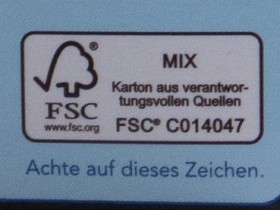 FSC
www.fsc.org
MIX
Karton aus verantwor-
tungsvollen Quellen
FSC® C014047
Achte auf dieses Zeichen.